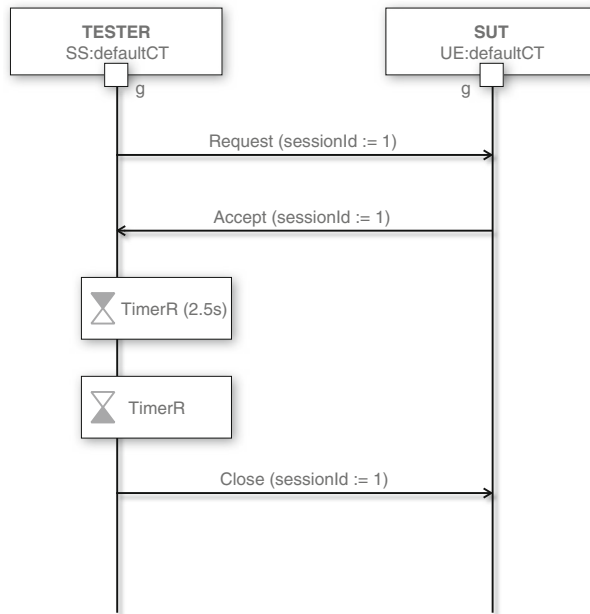 TESTER
SS:defaultCT
SUT
UE:defaultCT
g
g
Request (sessionId := 1)
Accept (sessionId := 1)
TimerR (2.5s)
TimerR
Close (sessionId := 1)